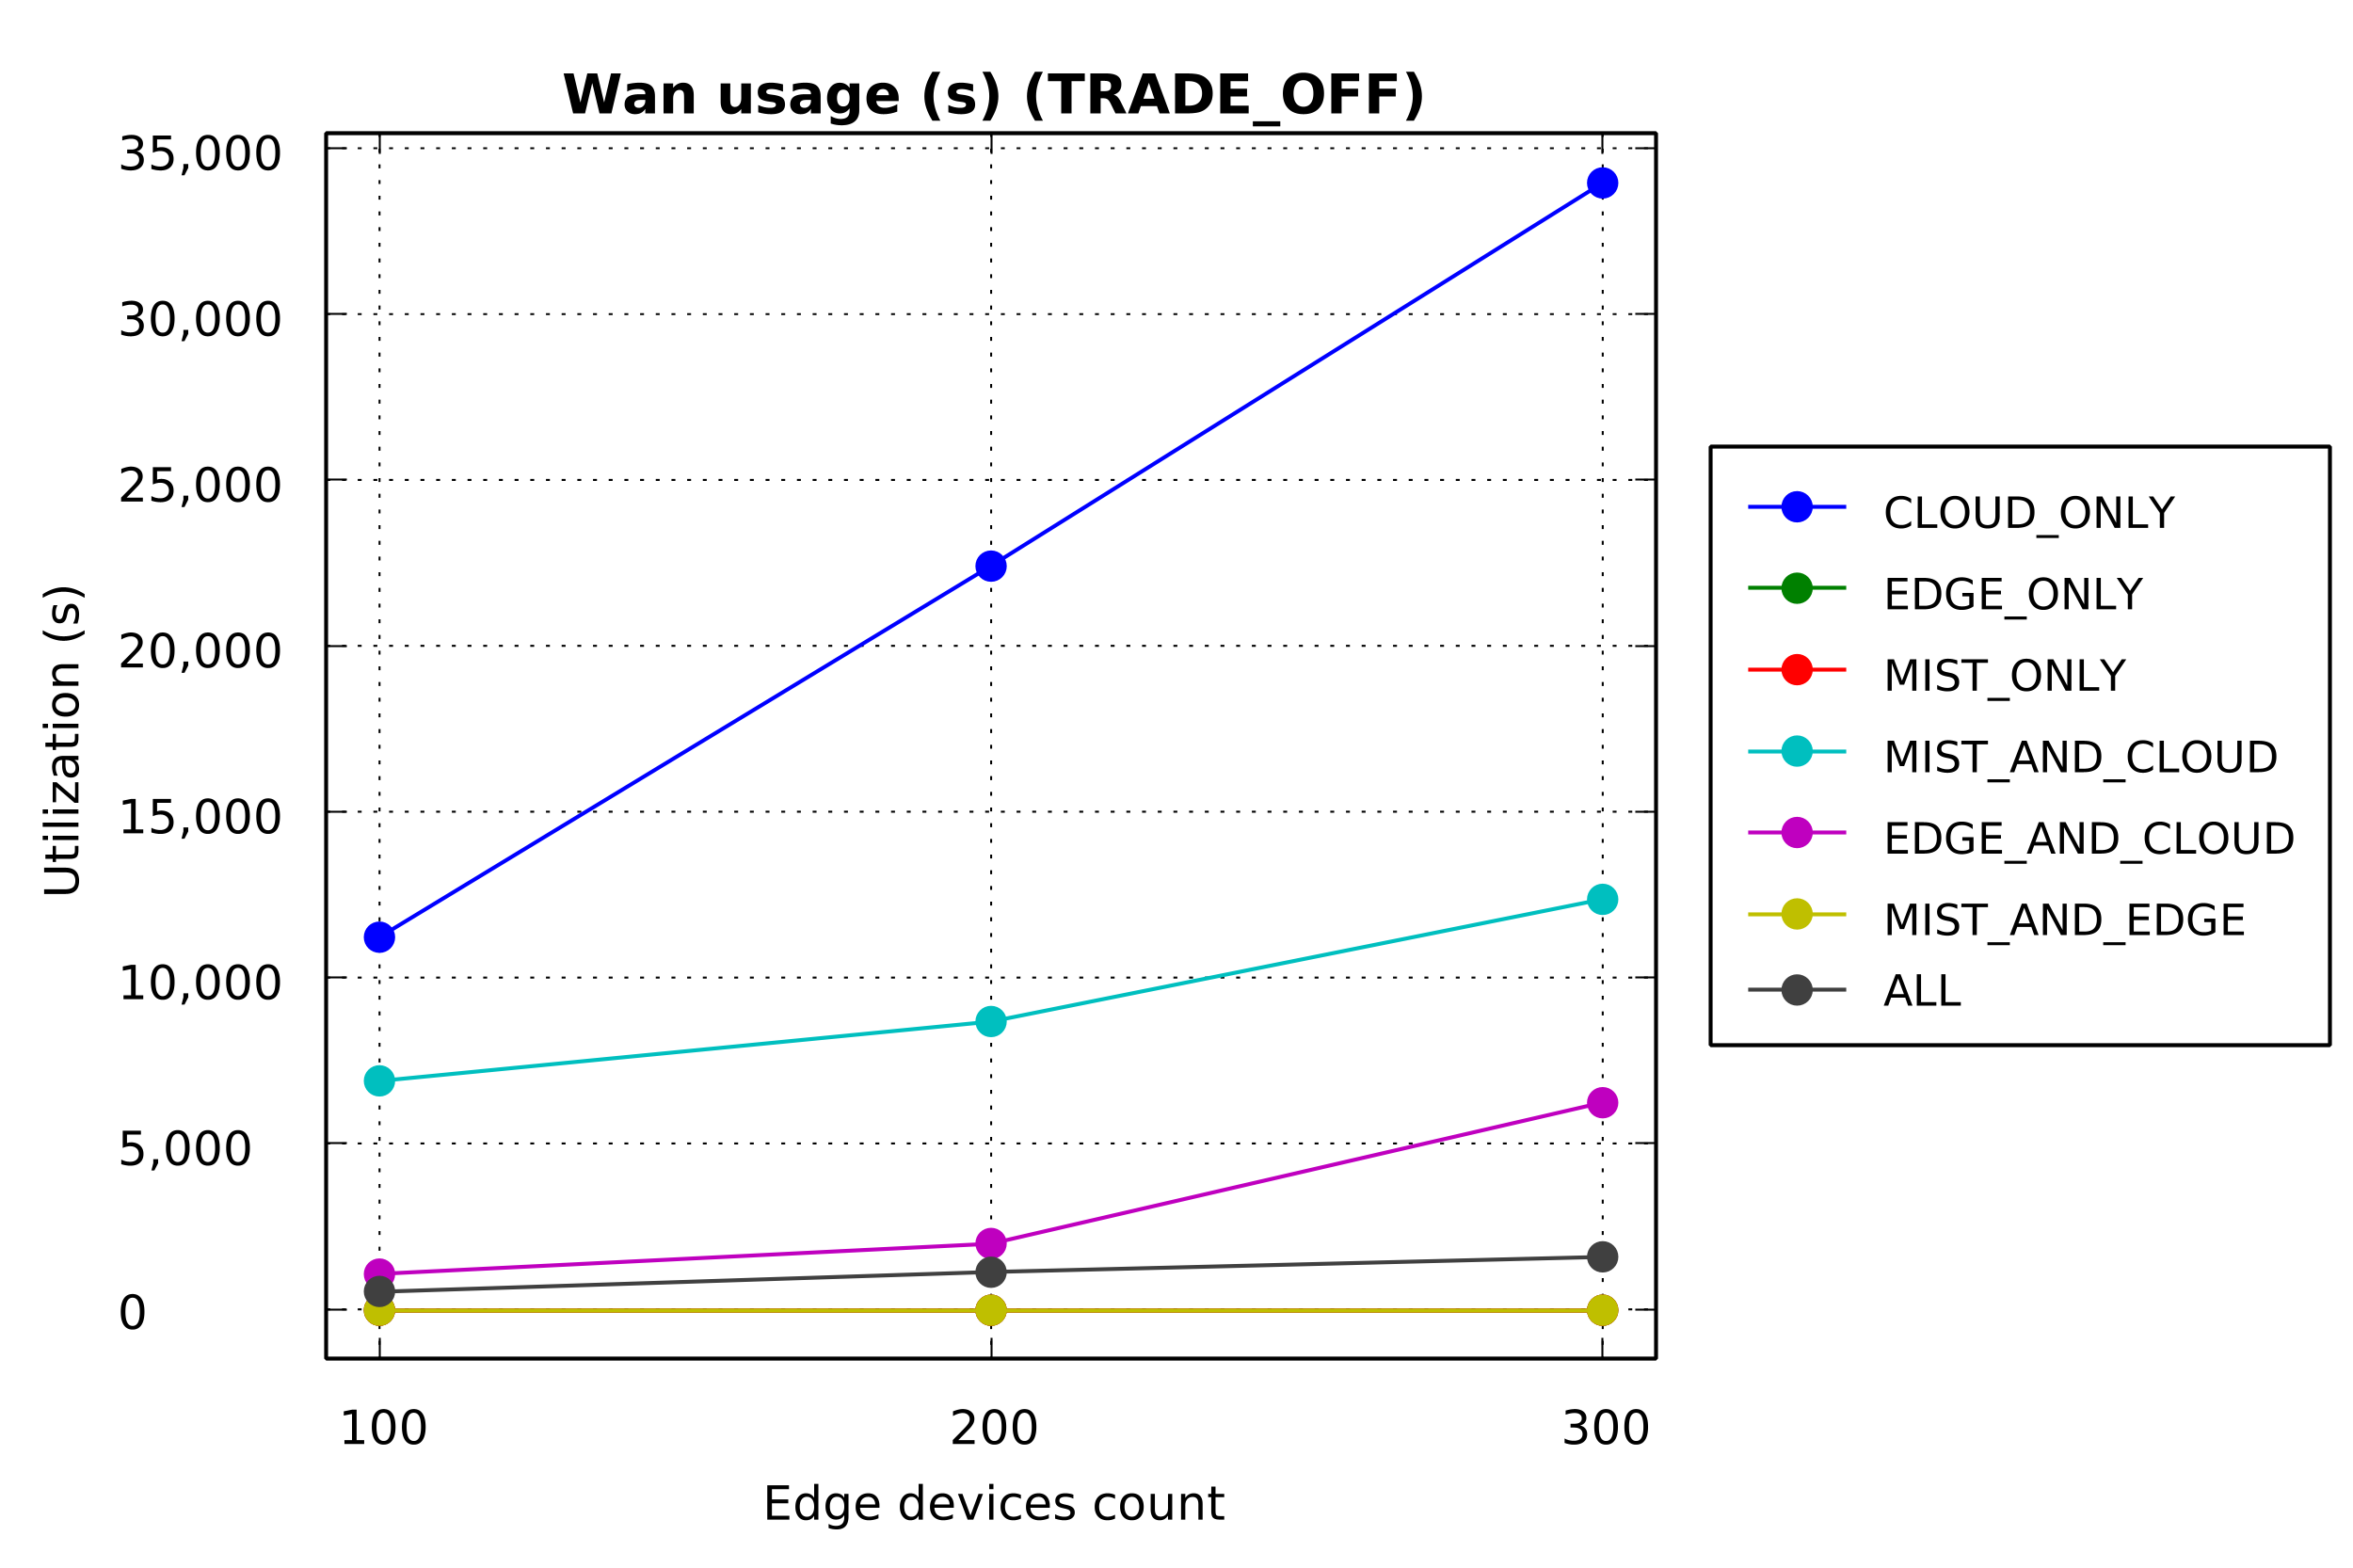 Wan usage (s) (TRADE_OFF)
35,000
30,000
25,000
20,000
15,000
10,000
5,000
0
Utilization (s)
100
200
300
Edge devices count
CLOUD_ONLY
EDGE_ONLY
MIST_ONLY
MIST_AND_CLOUD
EDGE_AND_CLOUD
MIST_AND_EDGE
ALL